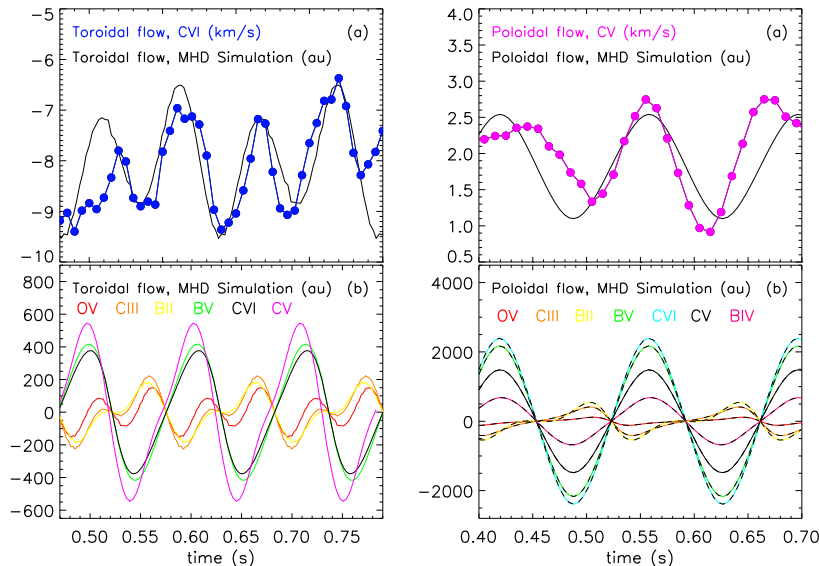 Toroidal flow, CVI (km/s) (a)
Toroidal flow, MHD Simulation (au)
−5
−6
−7
−8
−9
−10
Poloidal flow, CV (km/s) (a)
Poloidal flow, MHD Simulation (au)
4.0
3.5
3.0
2.5
2.0
1.5
1.0
0.5
Toroidal flow, MHD Simulation (au) (b)
OV CIII BII BV CVI CV
800
600
400
200
0
−200
−400
−600
0.50 0.55 0.60 0.65 0.70 0.75
time (s)
Poloidal flow, MHD Simulation (au) (b)
OV CIII BII BV CVI CV BIV
4000
2000
0
−2000
0.40 0.45 0.50 0.55 0.60 0.65 0.70
time (s)